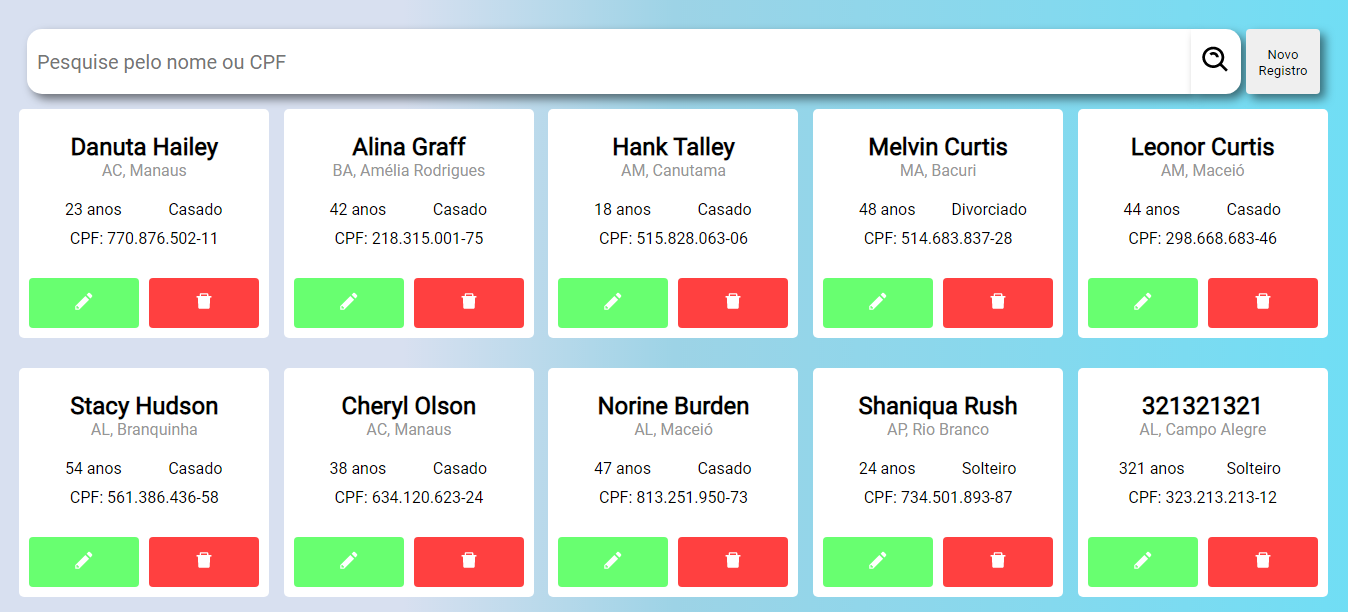 Pesquise pelo nome ou CPF
Novo
Registro
Danuta Hailey
AC, Manaus
23 anos Casado
CPF: 770.876.502-11
Alina Graff
BA, Amélia Rodrigues
42 anos Casado
CPF: 218.315.001-75
Hank Talley
AM, Canutama
18 anos Casado
CPF: 515.828.063-06
Melvin Curtis
MA, Bacuri
48 anos Divorciado
CPF: 514.683.837-28
Leonor Curtis
AM, Maceió
44 anos Casado
CPF: 298.668.683-46
Stacy Hudson
AL, Branquinha
54 anos Casado
CPF: 561.386.436-58
Cheryl Olson
AC, Manaus
38 anos Casado
CPF: 634.120.623-24
Norine Burden
AL, Maceió
47 anos Casado
CPF: 813.251.950-73
Shaniqua Rush
AP, Rio Branco
24 anos Solteiro
CPF: 734.501.893-87
321321321
AL, Campo Alegre
321 anos Solteiro
CPF: 323.213.213-12